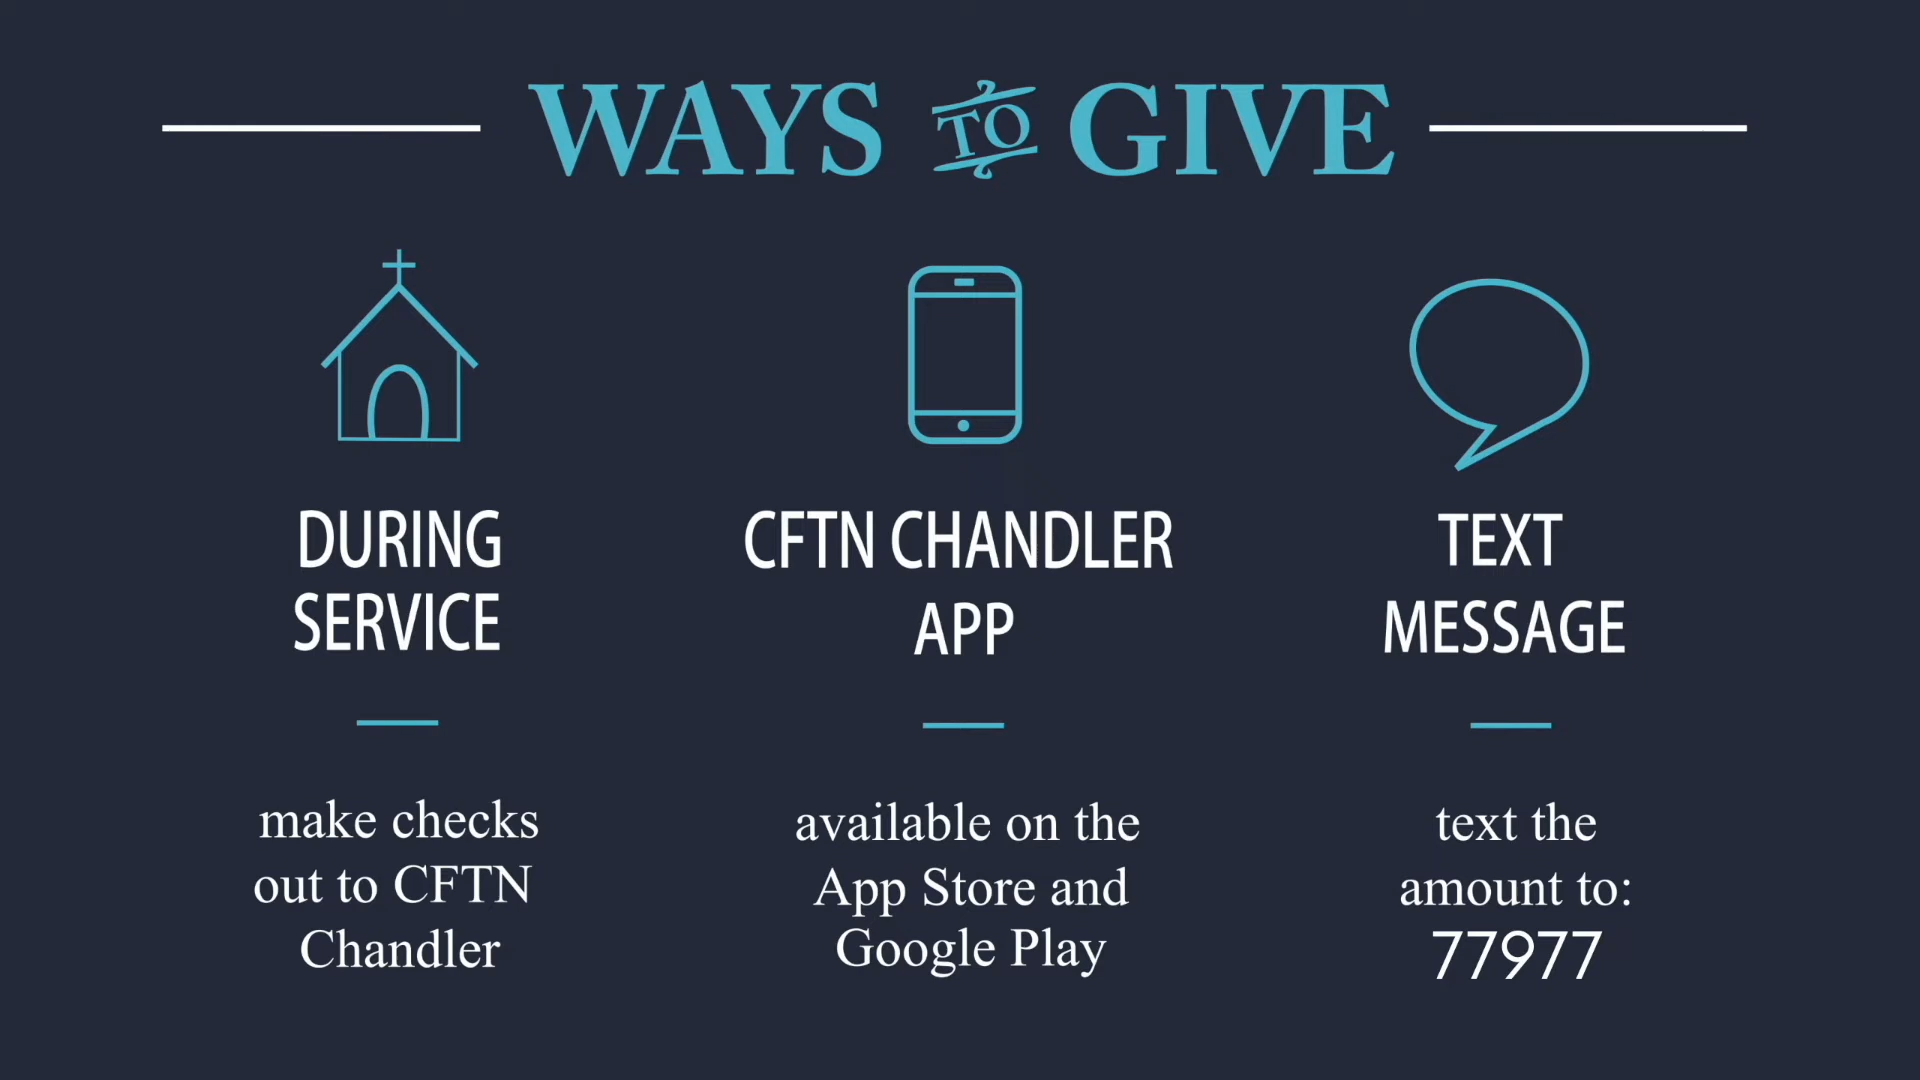 WAYS TO GIVE
DURING
SERVICE
make checks
out to CFTN
Chandler
CFTN CHANDLER
APP
available on the
App Store and
Google Play
TEXT
MESSAGE
text the
amount to:
77977